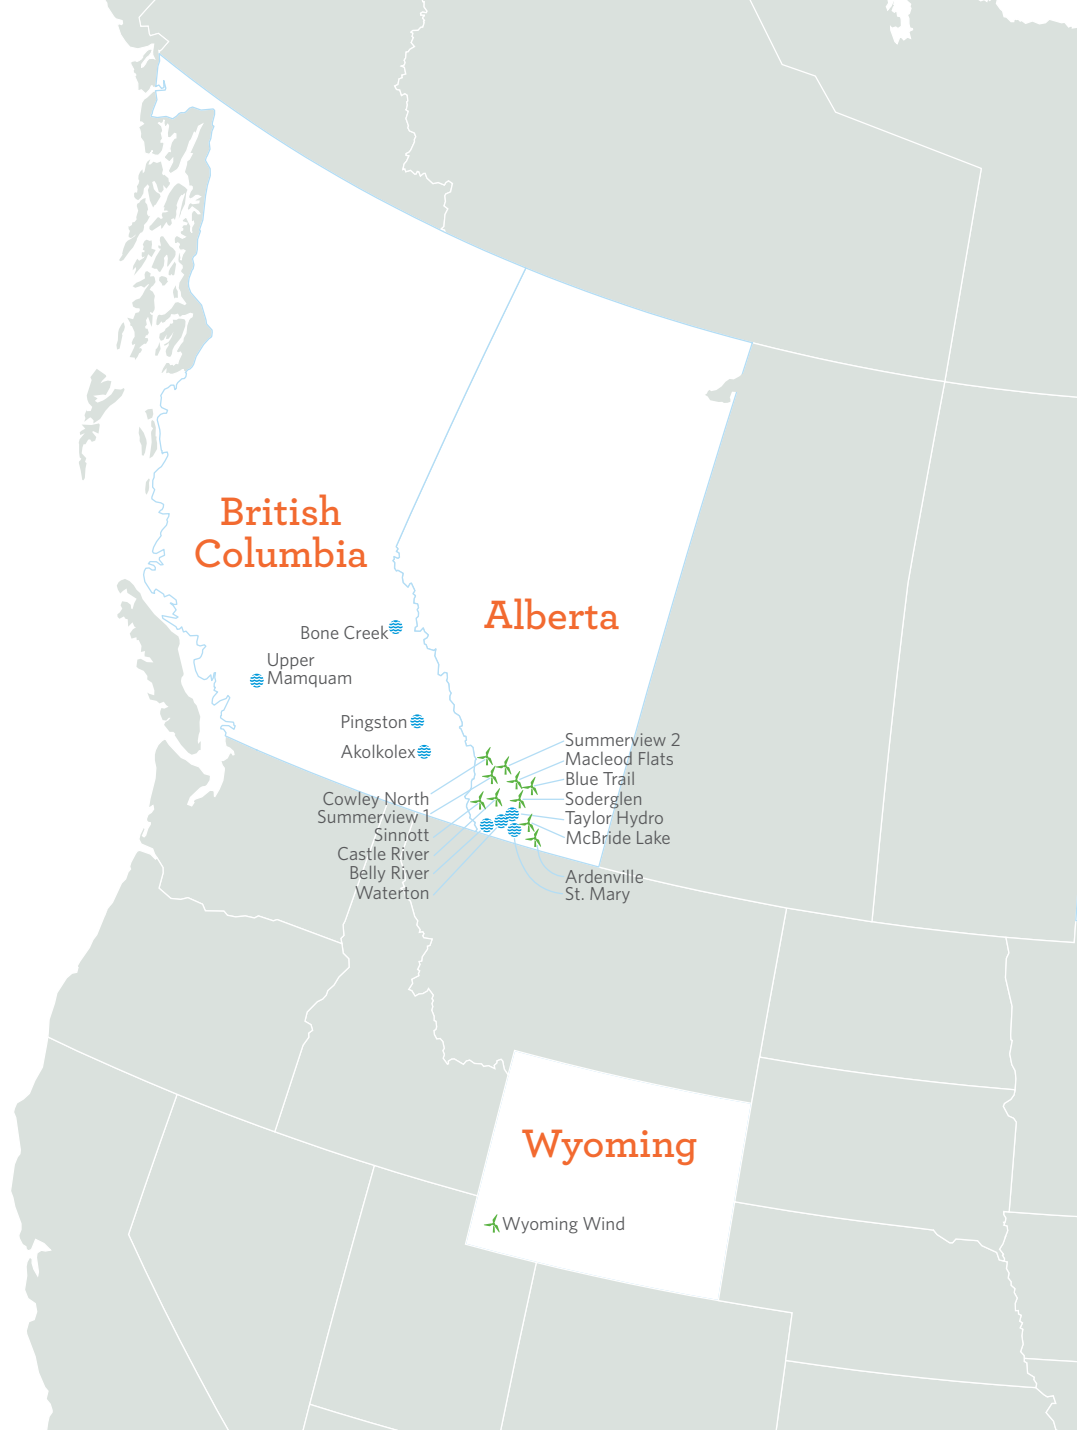 British
Columbia
Alberta
Bone Creek
Upper
Mamquam
Pingston
Akolkolex
Summerview 2
Macleod Flats
Blue Trail
Soderglen
Taylor Hydro
McBride Lake
Ardenville
St. Mary
Cowley North
Summerview 1
Sinnott
Castle River
Belly River
Waterton
Wyoming
Wyoming Wind